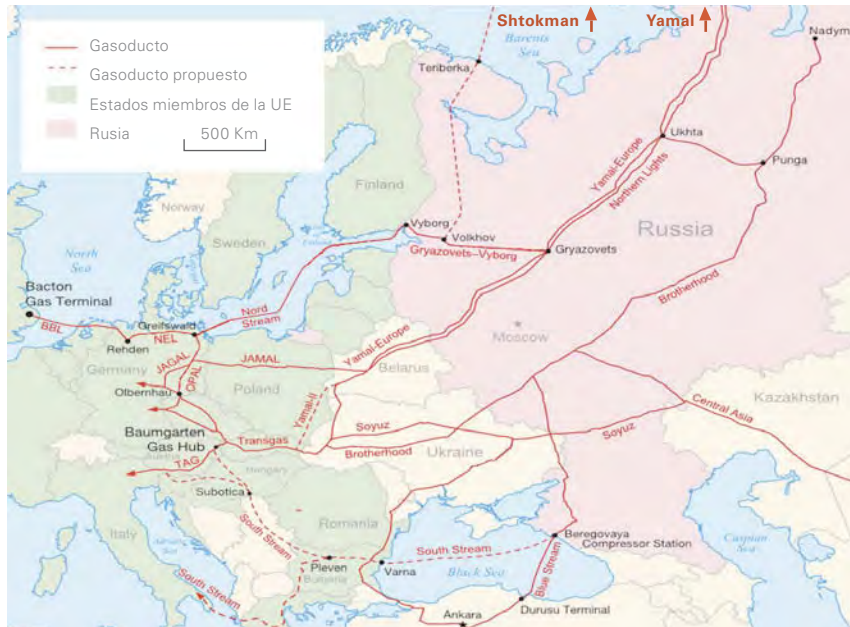 Shtokman
Yamal
Gasoducto
Gasoducto propuesto
Estados miembros de la UE
Rusia
500 Km
Barents
Sea
Nadym
Teriberka
Ukhta
Punga
Yamal-Europe
Northern Lights
Finland
Norway
Sweden
Russia
Vyborg
Volkhov
Gryazovets–Vyborg
Gryazovets
North
Sea
Brotherhood
Bacton
Gas Terminal
Nord
Stream
Greifswald
BBL
NEL
Rehden
Moscow
Germany
JAGAL
OPAL
JAMAL
Yamal-Europe
Belarus
Poland
Olbernhau
Yamal-II
Kazakhstan
Central Asia
Baumgarten
Gas Hub
Transgas
Soyuz
Soyuz
Brotherhood
Ukraine
Austria
TAG
Hungary
Subotica
Romania
Italy
Adriatic
Sea
South Stream
Beregovaya
Compressor Station
Caspian
Sea
South Stream
Pleven
Bulgaria
Varna
Black Sea
Blue Stream
South Stream
Ankara
Durusu Terminal